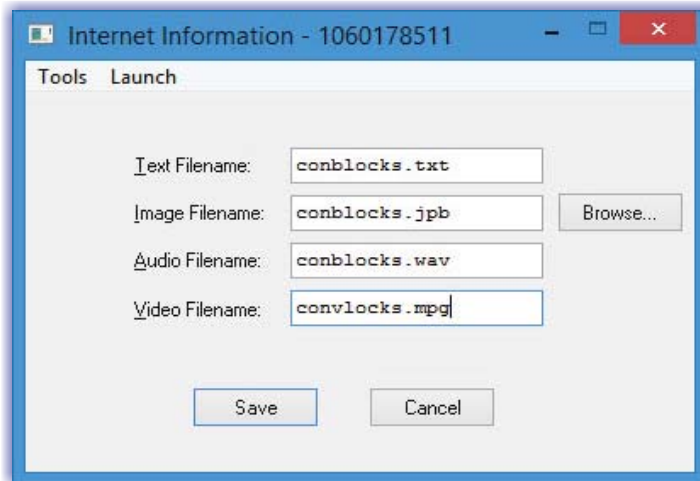 Internet Information - 1060178511
Tools Launch
Text Filename: conblocks.txt
Image Filename: conblocks.jpb Browse...
Audio Filename: conblocks.wav
Video Filename: convlocks.mpg
Save Cancel